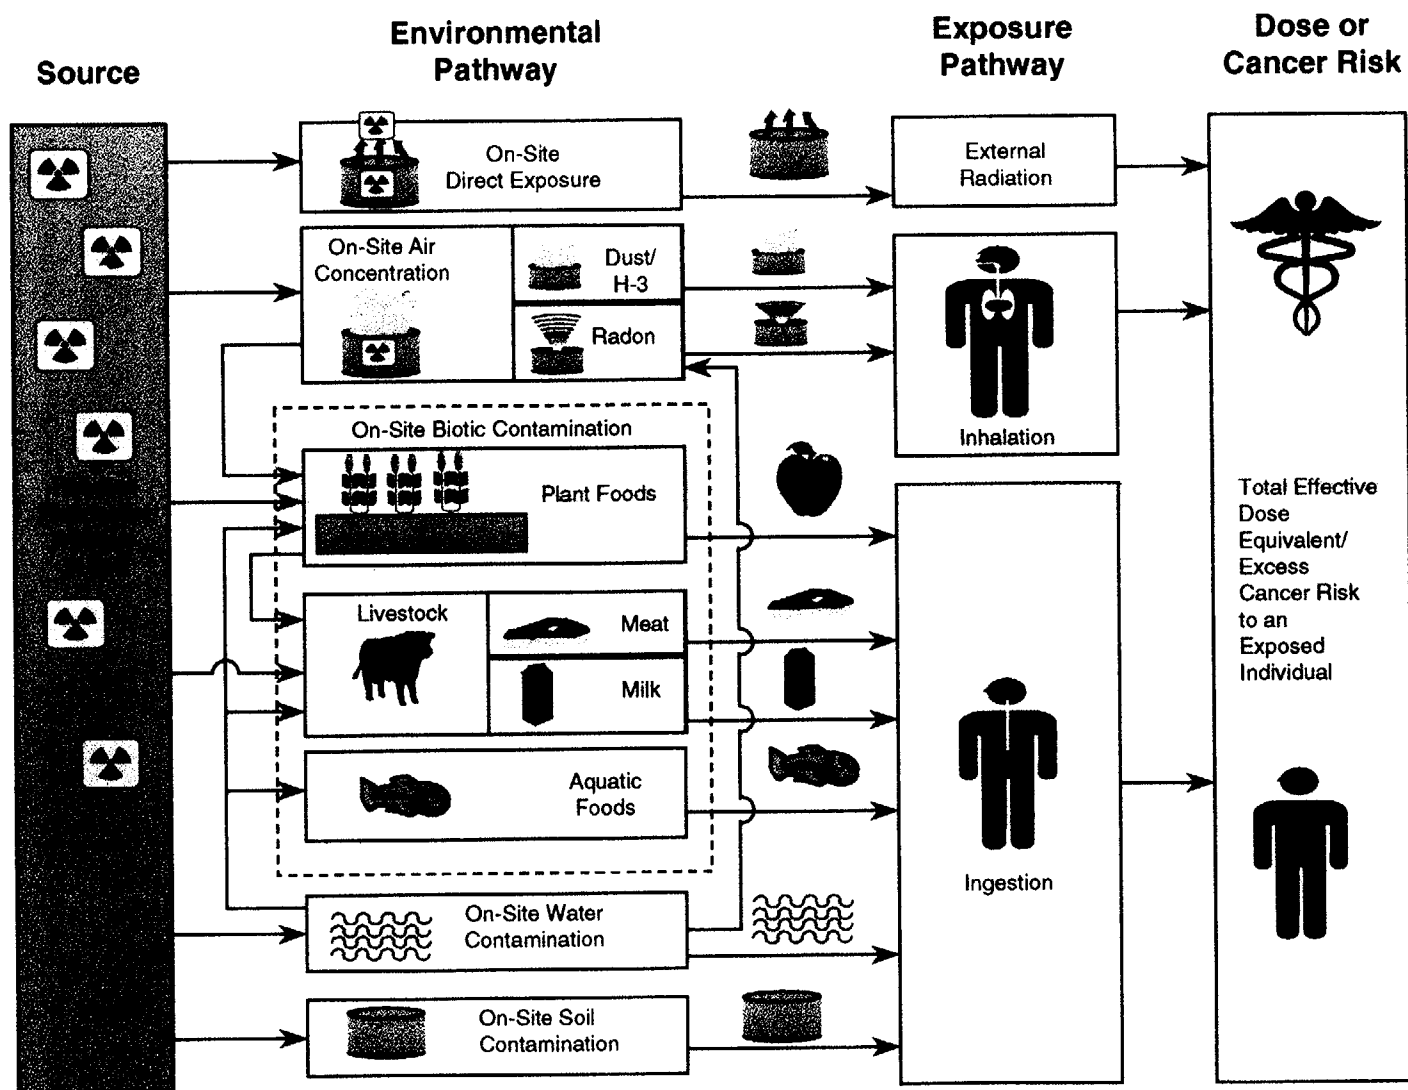 Source
Environmental
Pathway
Exposure
Pathway
Dose or
Cancer Risk
On-Site
Direct Exposure
External
Radiation
On-Site Air
Concentration
Dust/
H-3
Radon
Inhalation
On-Site Biotic Contamination
Plant Foods
Livestock
Meat
Milk
Aquatic
Foods
On-Site Water
Contamination
On-Site Soil
Contamination
Ingestion
Total Effective
Dose
Equivalent/
Excess
Cancer Risk
to an
Exposed
Individual